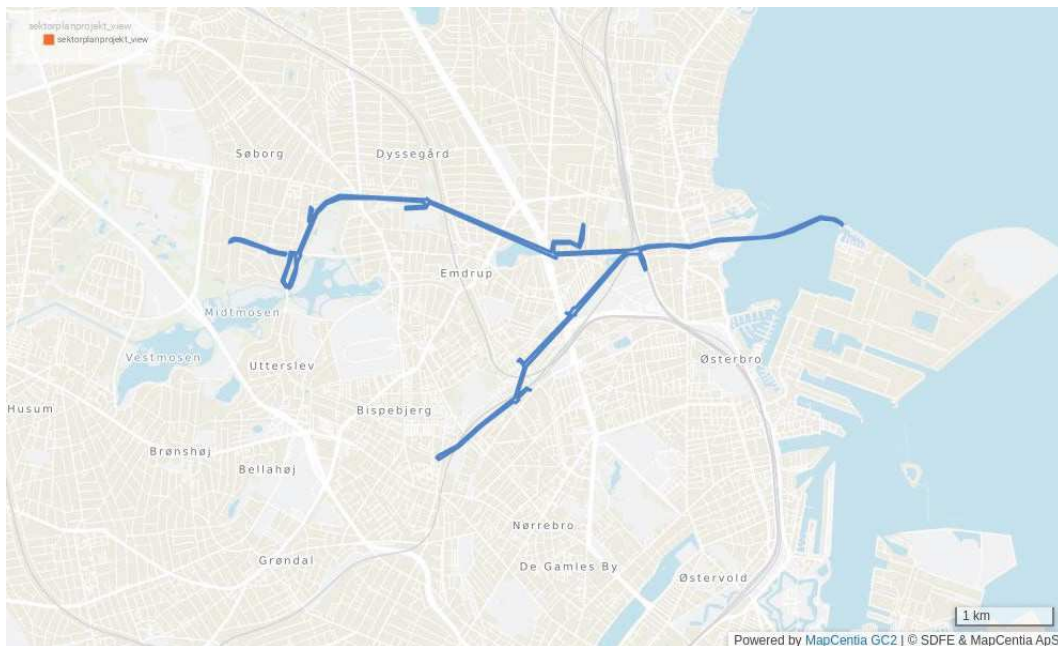 sektorplanprojekt_view
sektorplanprojekt_view
Søborg
Dyssegård
Emdrup
Midtmosen
Vestmosen
Utterslev
Østerbro
Husum
Bispebjerg
Brønshøj
Bellahøj
Nørrebro
Grøndal
De Gamles By
Østervold
1 km
Powered by MapCentia GC2 | © SDFE & MapCentia ApS